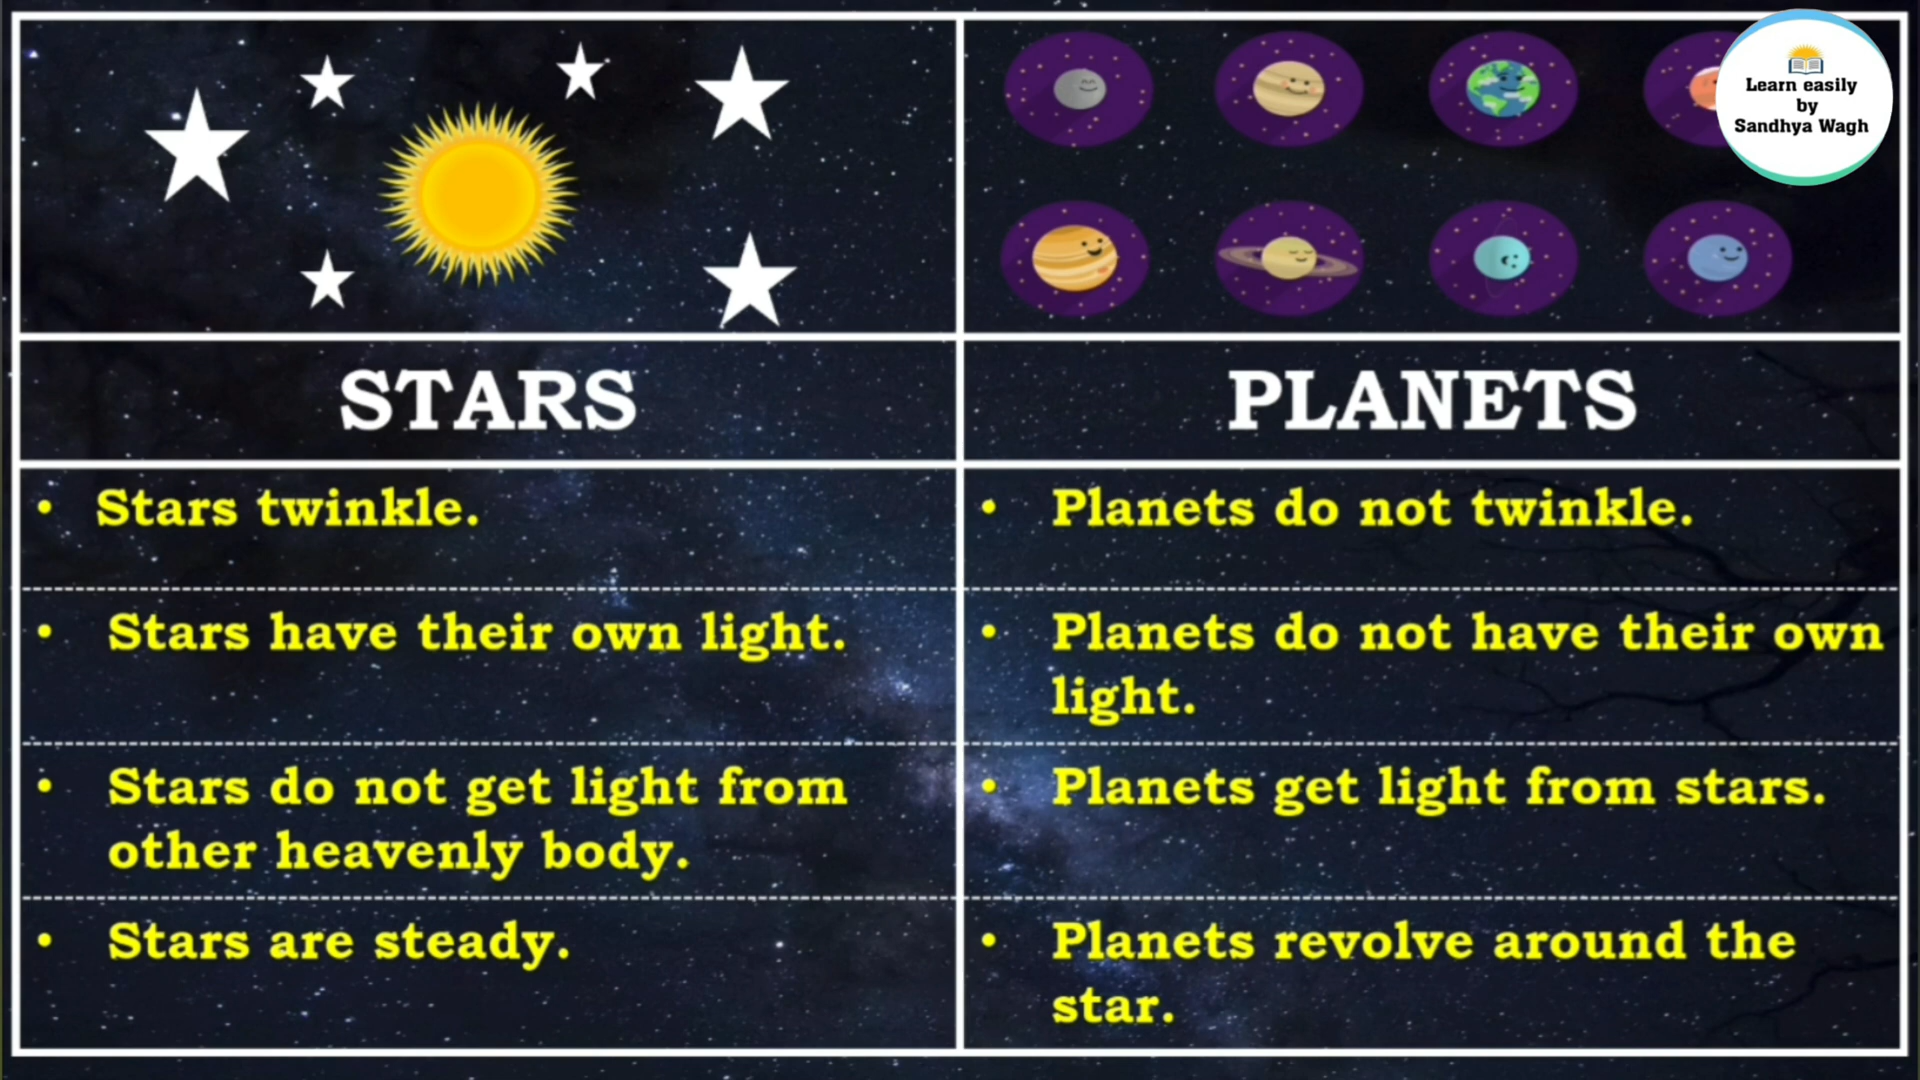 Learn easily
by
Sandhya Wagh
STARS
PLANETS
• Stars twinkle.
• Planets do not twinkle.
• Stars have their own light.
• Planets do not have their own
light.
• Stars do not get light from
other heavenly body.
• Planets get light from stars.
• Stars are steady.
• Planets revolve around the
star.